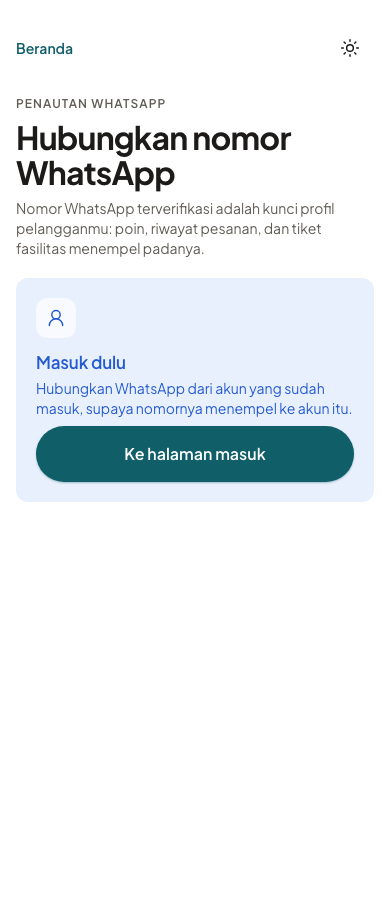 Beranda
PENAUTAN WHATSAPP
Hubungkan nomor
WhatsApp
Nomor WhatsApp terverifikasi adalah kunci profil
pelangganmu: poin, riwayat pesanan, dan tiket
fasilitas menempel padanya.
Masuk dulu
Hubungkan WhatsApp dari akun yang sudah
masuk, supaya nomornya menempel ke akun itu.
Ke halaman masuk